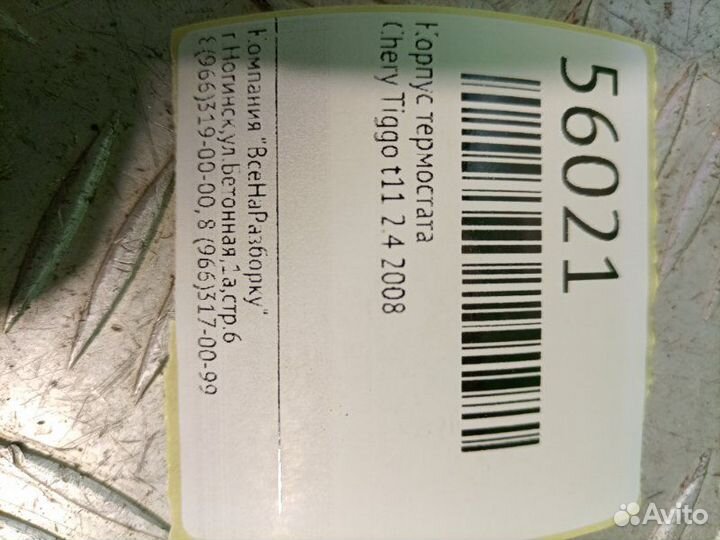 56021
Корпус термостата
Chery Tiggo t11 2.4 2008
Компания "ВсеНаРазборку"
г.Ногинск,ул.Бетонная,1а,стр.6
8(966)319-00-00, 8 (966)317-00-99
Avito